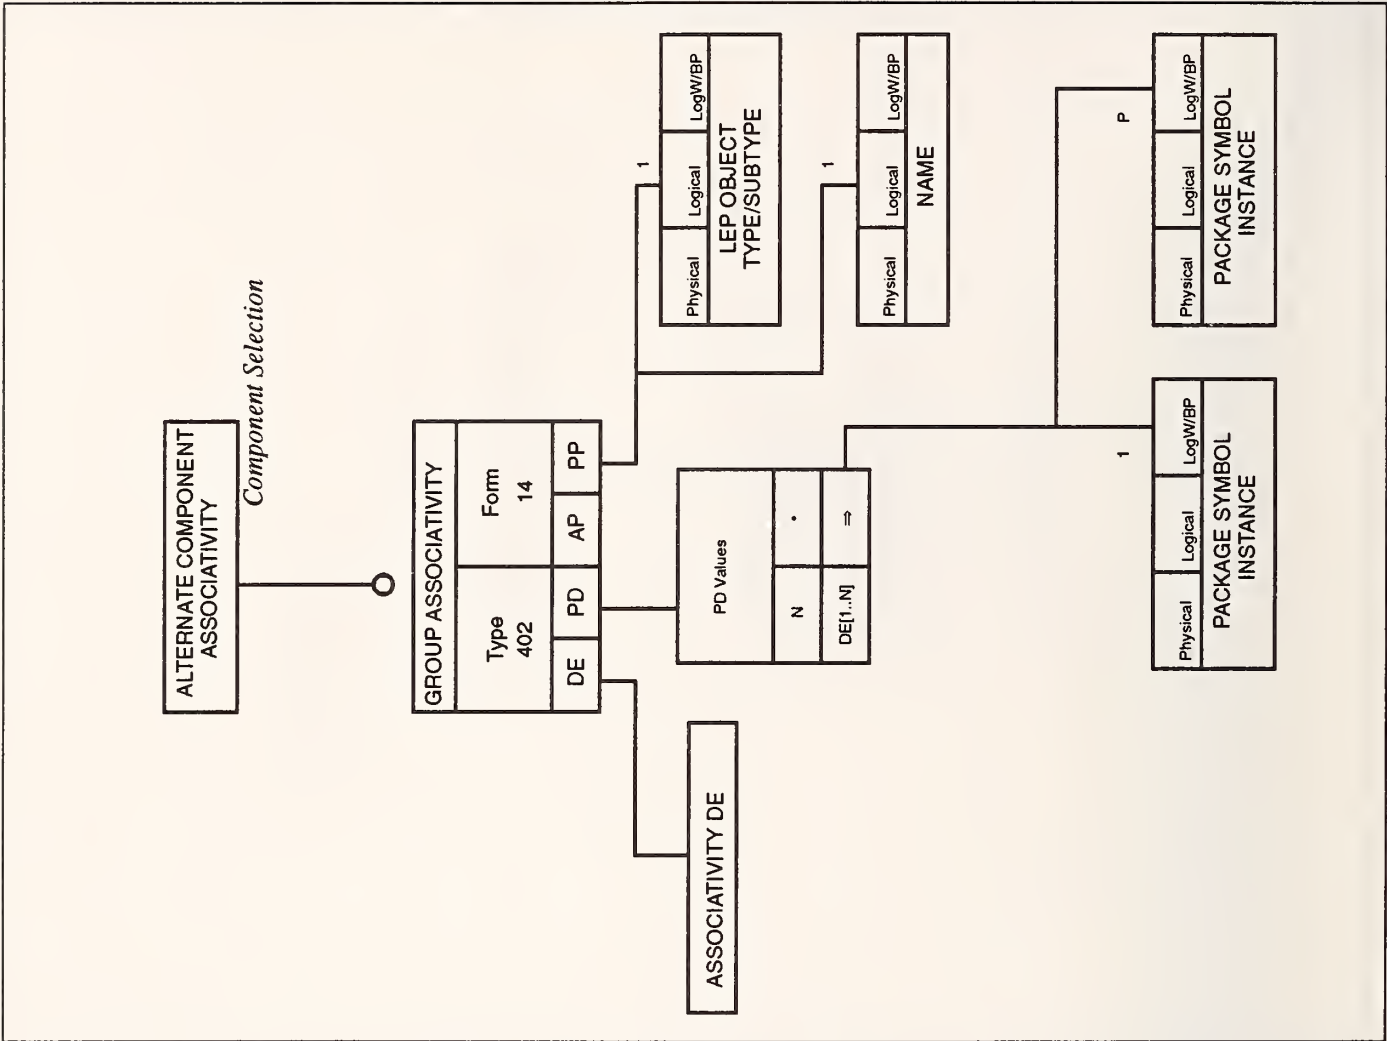 ALTERNATE COMPONENT
ASSOCIATIVITY
Component Selection
GROUP ASSOCIATIVITY
Type
402
Form
14
DE
PD
AP
PP
ASSOCIATIVITY DE
PD Values
N
•
DE[1..N]
⇒
1
Physical
Logical
LogW/BP
LEP OBJECT
TYPE/SUBTYPE
1
Physical
Logical
LogW/BP
NAME
1
Physical
Logical
LogW/BP
PACKAGE SYMBOL
INSTANCE
P
Physical
Logical
LogW/BP
PACKAGE SYMBOL
INSTANCE